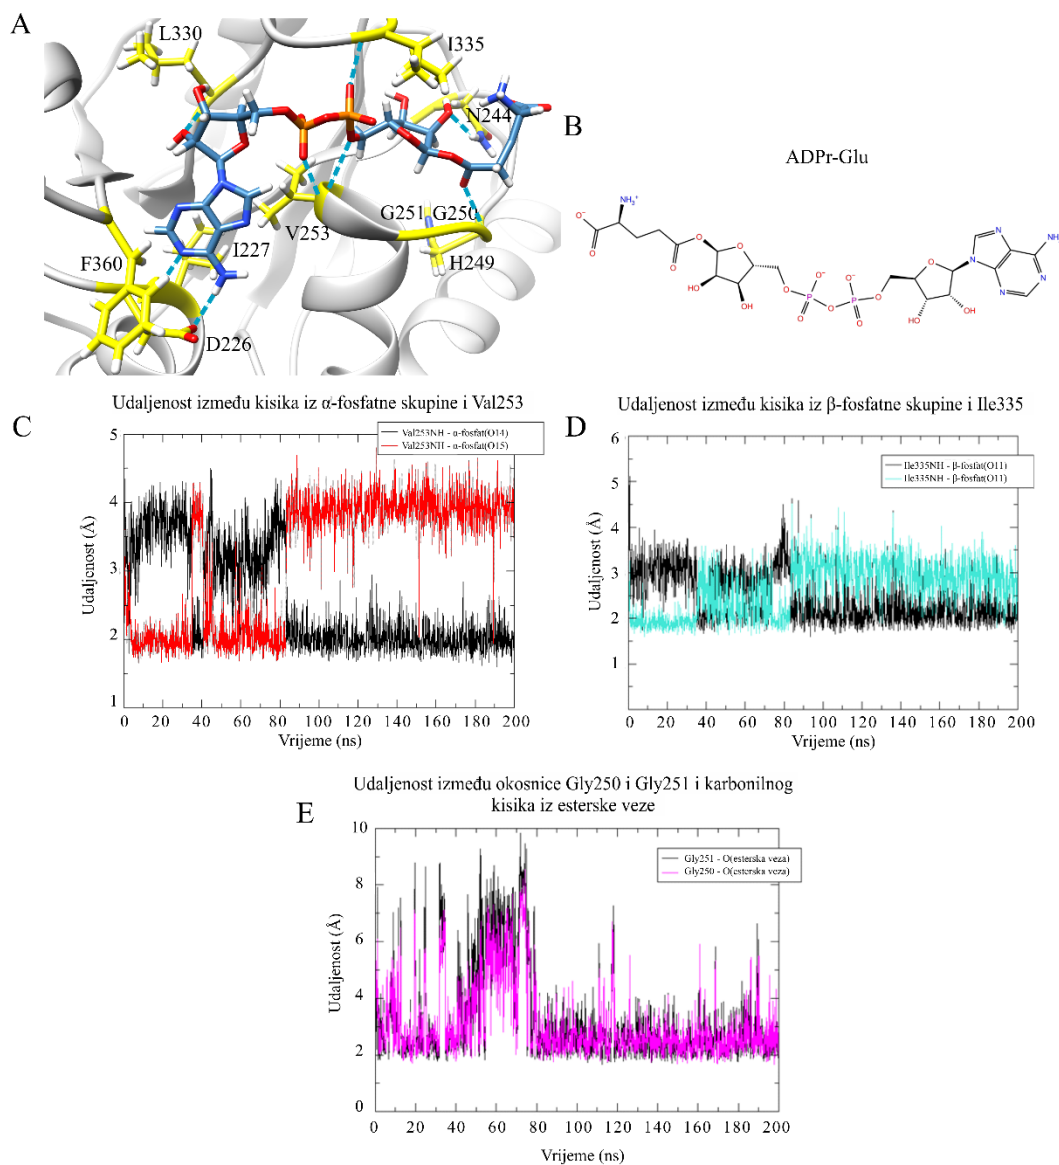 A
L330
I335
N244
G251
G250
V253
H249
I227
F360
D226
B
ADPr-Glu
O⁻
NH₃⁺
O
O
O
O
O
OH
OH
O
O⁻
P
O
O
O⁻
P
O
O
O
OH
OH
N
N
N
N
NH
C
Udaljenost između kisika iz α-fosfatne skupine i Val253
Val253NH - α-fosfat(O14)
Val253NH - α-fosfat(O15)
Udaljenost (Å)
5
4
3
2
1
0 20 40 60 80 100 120 140 160 180 200
Vrijeme (ns)
D
Udaljenost između kisika iz β-fosfatne skupine i Ile335
Ile335NH - β-fosfat(O11)
Ile335NH - β-fosfat(O11)
Udaljenost (Å)
6
5
4
3
2
1
0 20 40 60 80 100 120 140 160 180 200
Vrijeme (ns)
E
Udaljenost između okosnice Gly250 i Gly251 i karbonilnog
kisika iz esterske veze
Gly251 - O(esterska veza)
Gly250 - O(esterska veza)
Udaljenost (Å)
10
8
6
4
2
0
0 20 40 60 80 100 120 140 160 180 200
Vrijeme (ns)